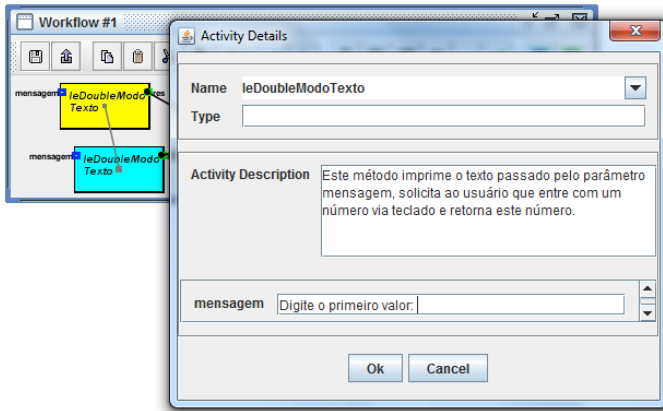 Workflow #1
mensagem
leDoubleModo
Texto
res
mensagem
leDoubleModo
Texto
Activity Details
Name leDoubleModoTexto
Type
Activity Description Este método imprime o texto passado pelo parâmetro
mensagem, solicita ao usuário que entre com um
número via teclado e retorna este número.
mensagem Digite o primeiro valor:
Ok Cancel